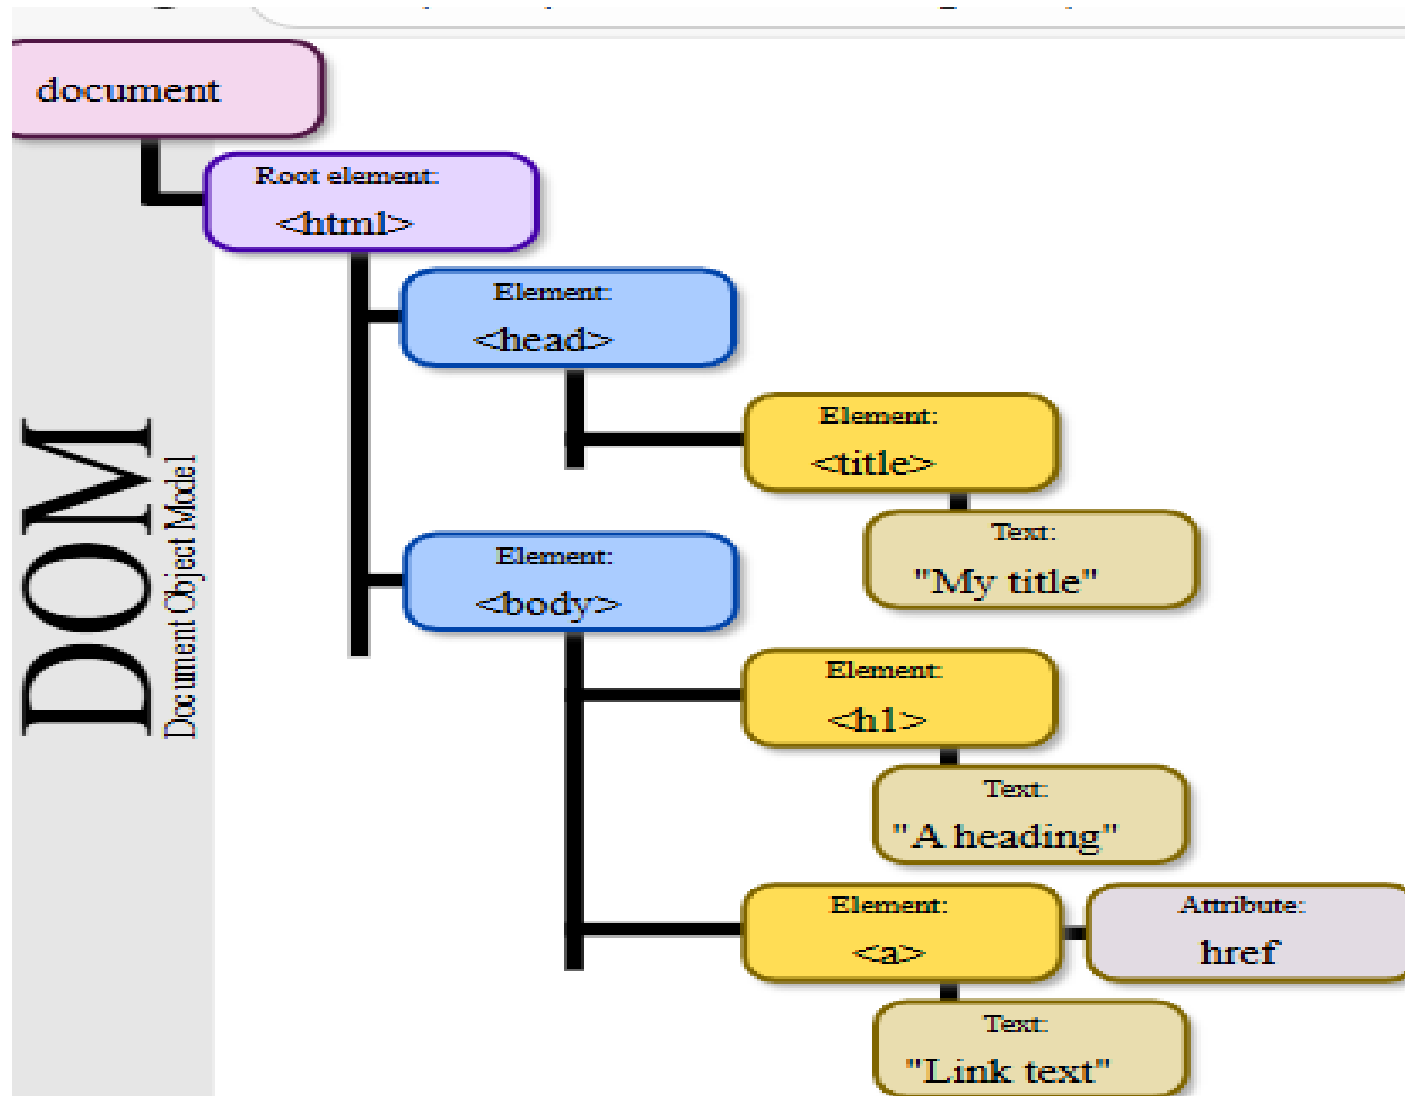 document
Root element:
<html>
Element:
<head>
Element:
<title>
Text:
"My title"
Element:
<body>
Element:
<h1>
Text:
"A heading"
Element:
<a>
Attribute:
href
Text:
"Link text"
DOM
Document Object Model